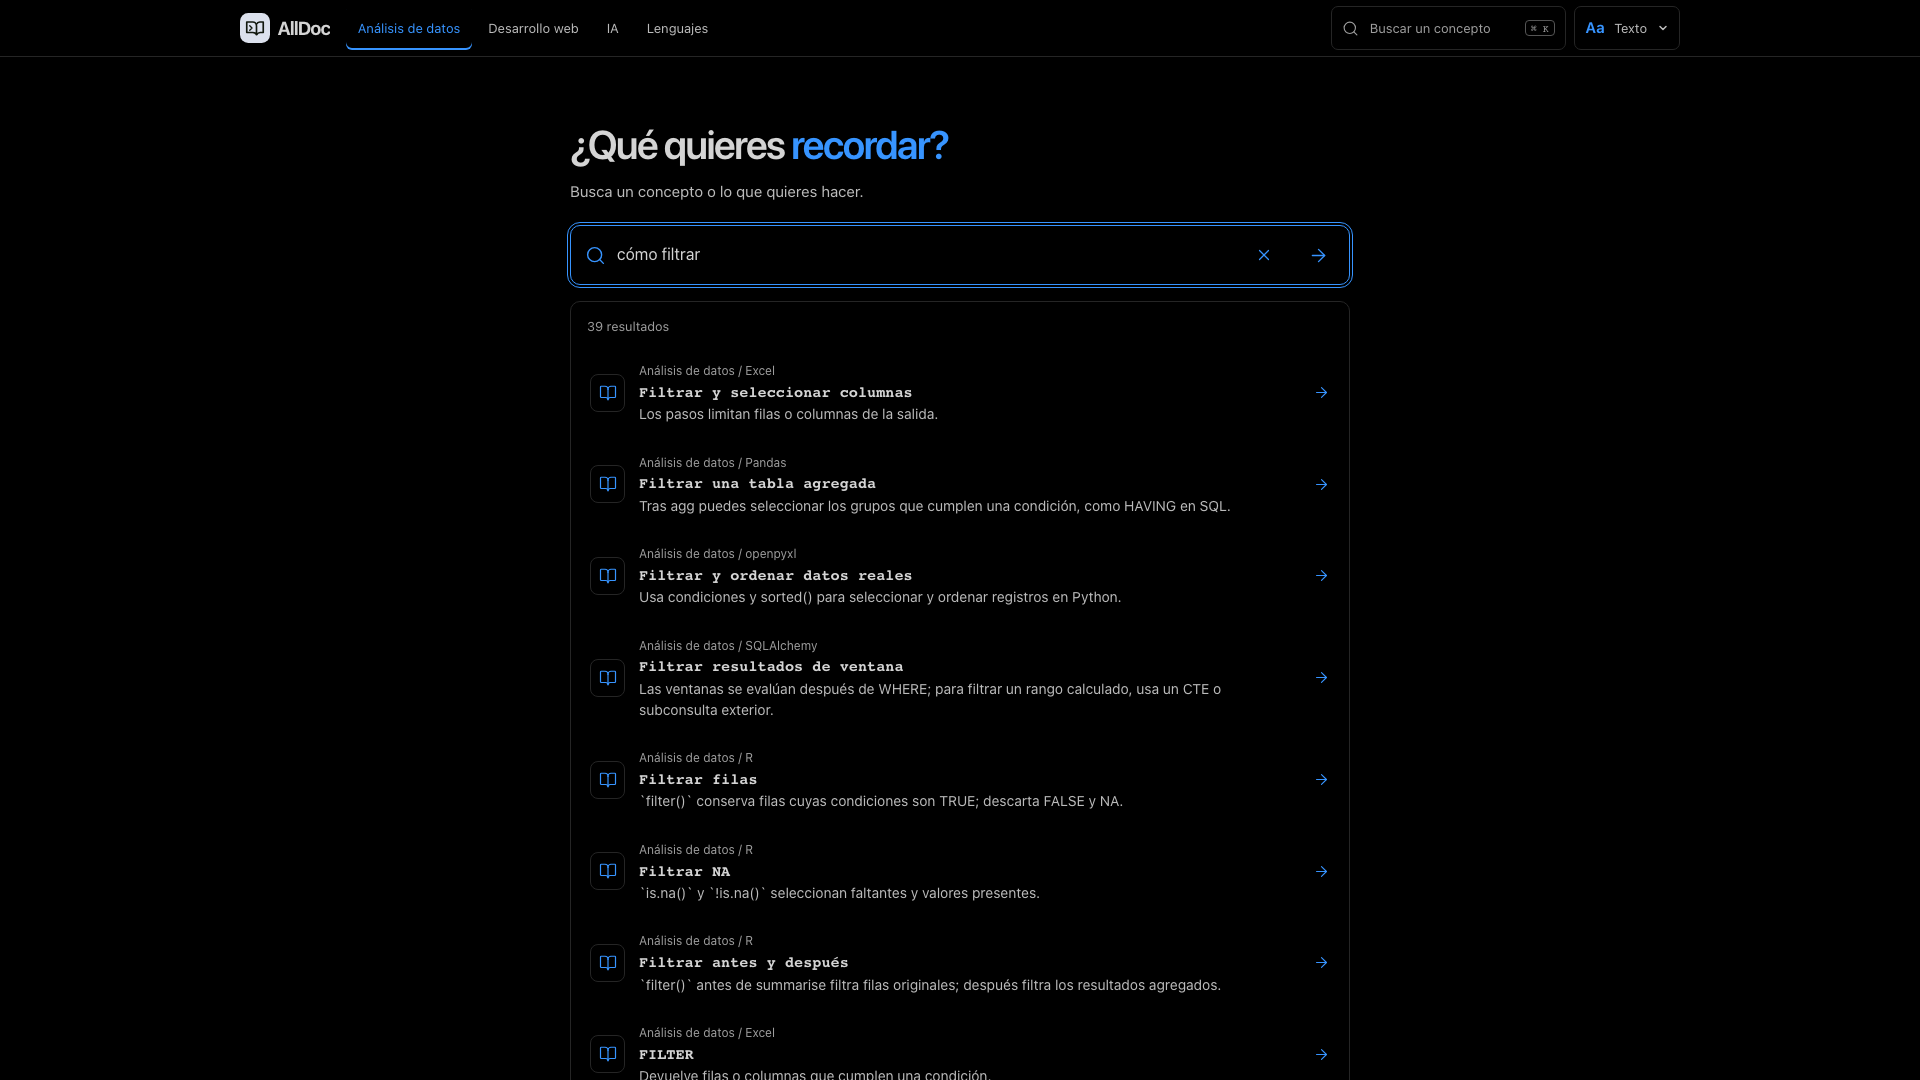 AllDoc
Análisis de datos
Desarrollo web
IA
Lenguajes
Buscar un concepto
⌘ K
Aa Texto
¿Qué quieres recordar?
Busca un concepto o lo que quieres hacer.
cómo filtrar
39 resultados
Análisis de datos / Excel
Filtrar y seleccionar columnas
Los pasos limitan filas o columnas de la salida.
Análisis de datos / Pandas
Filtrar una tabla agregada
Tras agg puedes seleccionar los grupos que cumplen una condición, como HAVING en SQL.
Análisis de datos / openpyxl
Filtrar y ordenar datos reales
Usa condiciones y sorted() para seleccionar y ordenar registros en Python.
Análisis de datos / SQLAlchemy
Filtrar resultados de ventana
Las ventanas se evalúan después de WHERE; para filtrar un rango calculado, usa un CTE o
subconsulta exterior.
Análisis de datos / R
Filtrar filas
`filter()` conserva filas cuyas condiciones son TRUE; descarta FALSE y NA.
Análisis de datos / R
Filtrar NA
`is.na()` y `!is.na()` seleccionan faltantes y valores presentes.
Análisis de datos / R
Filtrar antes y después
`filter()` antes de summarise filtra filas originales; después filtra los resultados agregados.
Análisis de datos / Excel
FILTER
Devuelve filas o columnas que cumplen una condición.